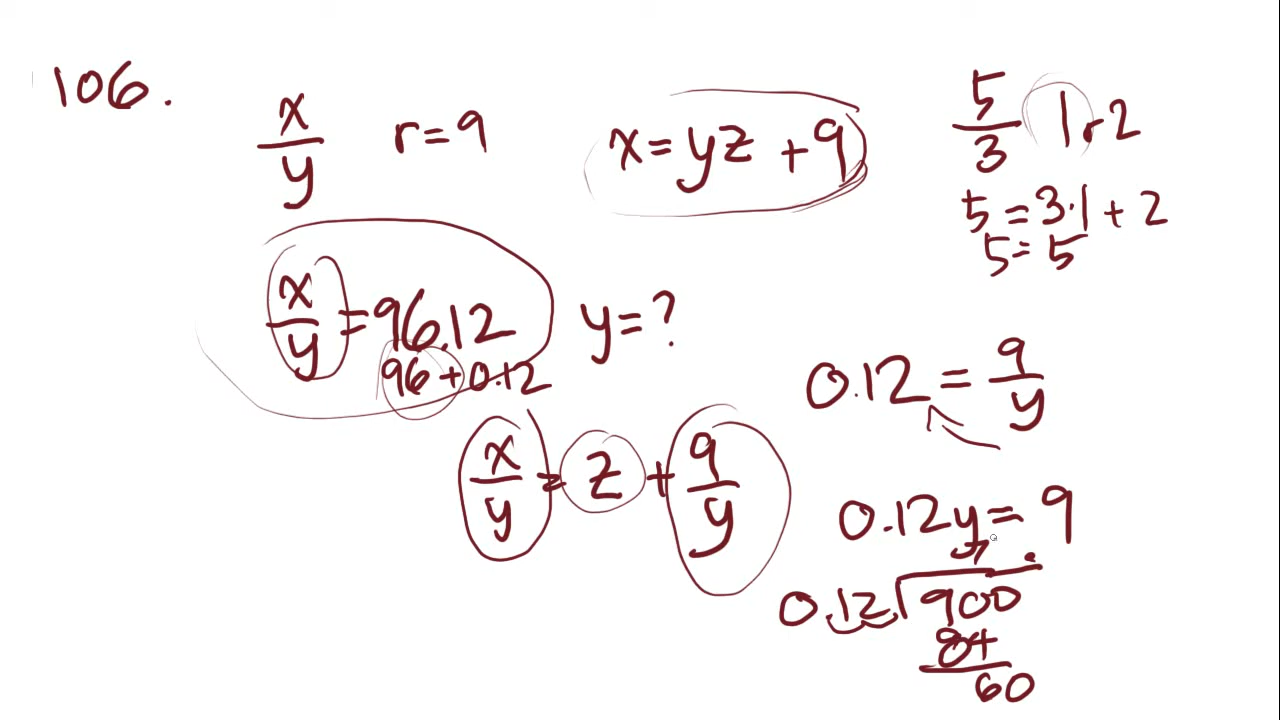 106.
x/y r=9
x=yz+9
5/3 1r2
5=3·1+2
5=5
x/y=96.12 y=?
96+0.12
x/y=z+9/y
0.12=9/y
0.12y=9
7
0.12 900
84
60